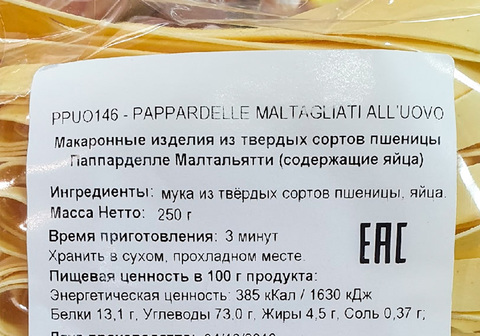 PPUO146 - PAPPARDELLE MALTAGLIATI ALL'UOVO
Макаронные изделия из твердых сортов пшеницы
Паппарделле Малтальятти (содержащие яйца)
Ингредиенты: мука из твёрдых сортов пшеницы, яйца.
Масса Нетто: 250 г
Время приготовления: 3 минут
Хранить в сухом, прохладном месте.
EAC
Пищевая ценность в 100 г продукта:
Энергетическая ценность: 385 кКал / 1630 кДж
Белки 13,1 г, Углеводы 73,0 г, Жиры 4,5 г, Соль 0,37 г;